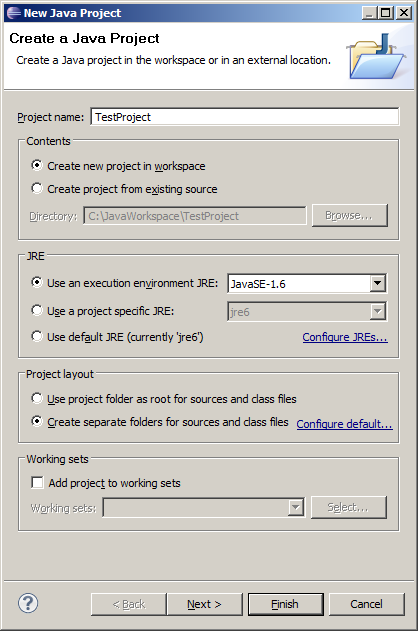 New Java Project
Create a Java Project
Create a Java project in the workspace or in an external location.
Project name: TestProject
Contents
Create new project in workspace
Create project from existing source
Directory: C:\JavaWorkspace\TestProject Browse...
JRE
Use an execution environment JRE: JavaSE-1.6
Use a project specific JRE: jre6
Use default JRE (currently 'jre6') Configure JREs...
Project layout
Use project folder as root for sources and class files
Create separate folders for sources and class files Configure default...
Working sets
Add project to working sets
Working sets: Select...
? < Back Next > Finish Cancel